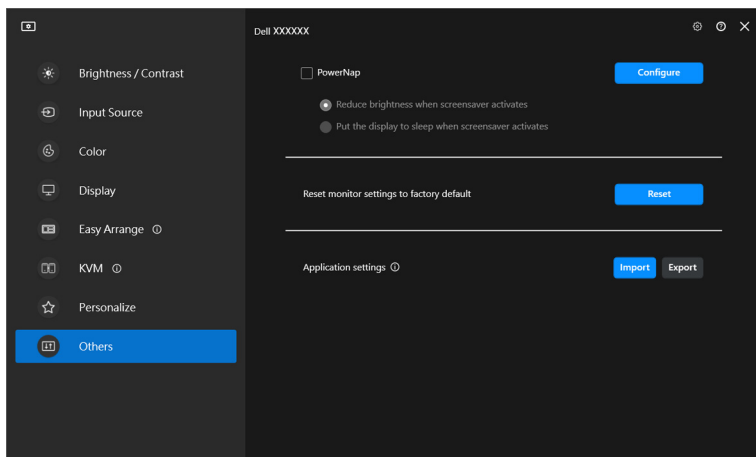 Dell XXXXXX
Brightness / Contrast
Input Source
Color
Display
Easy Arrange
KVM
Personalize
Others
PowerNap
Configure
Reduce brightness when screensaver activates
Put the display to sleep when screensaver activates
Reset monitor settings to factory default
Reset
Application settings
Import
Export